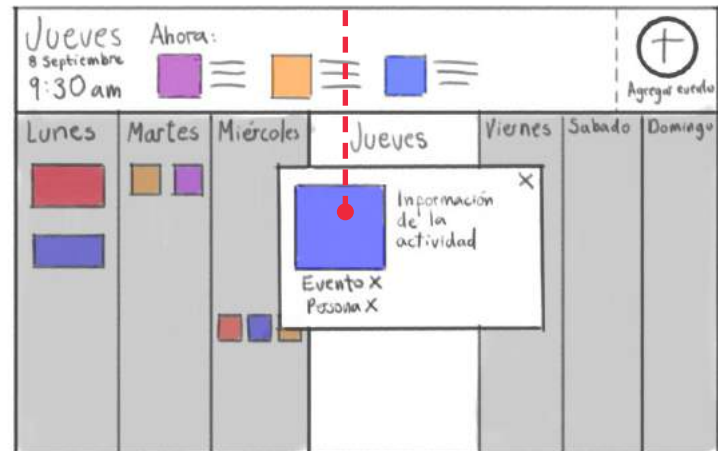 Jueves
8 Septiembre
9:30 am
Ahora:
Agregar evento
Lunes
Martes
Miércoles
Jueves
Viernes
Sabado
Domingo
X
Información
de la
actividad
Evento X
Persona X